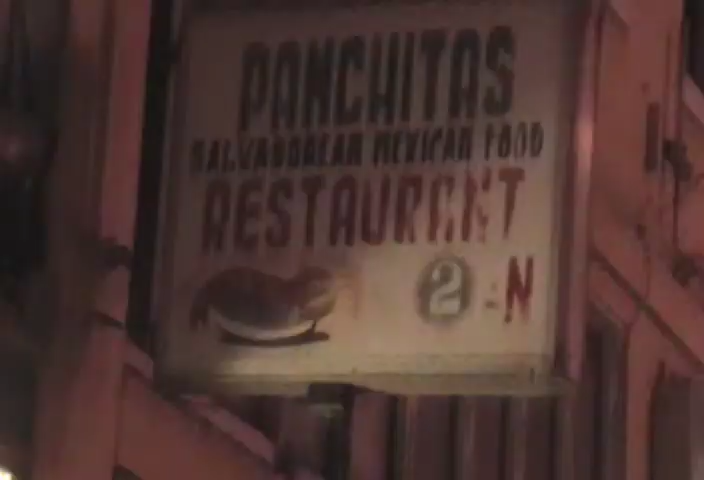 PANCHITAS
SALVADOREAN MEXICAN FOOD
RESTAURANT
2 N